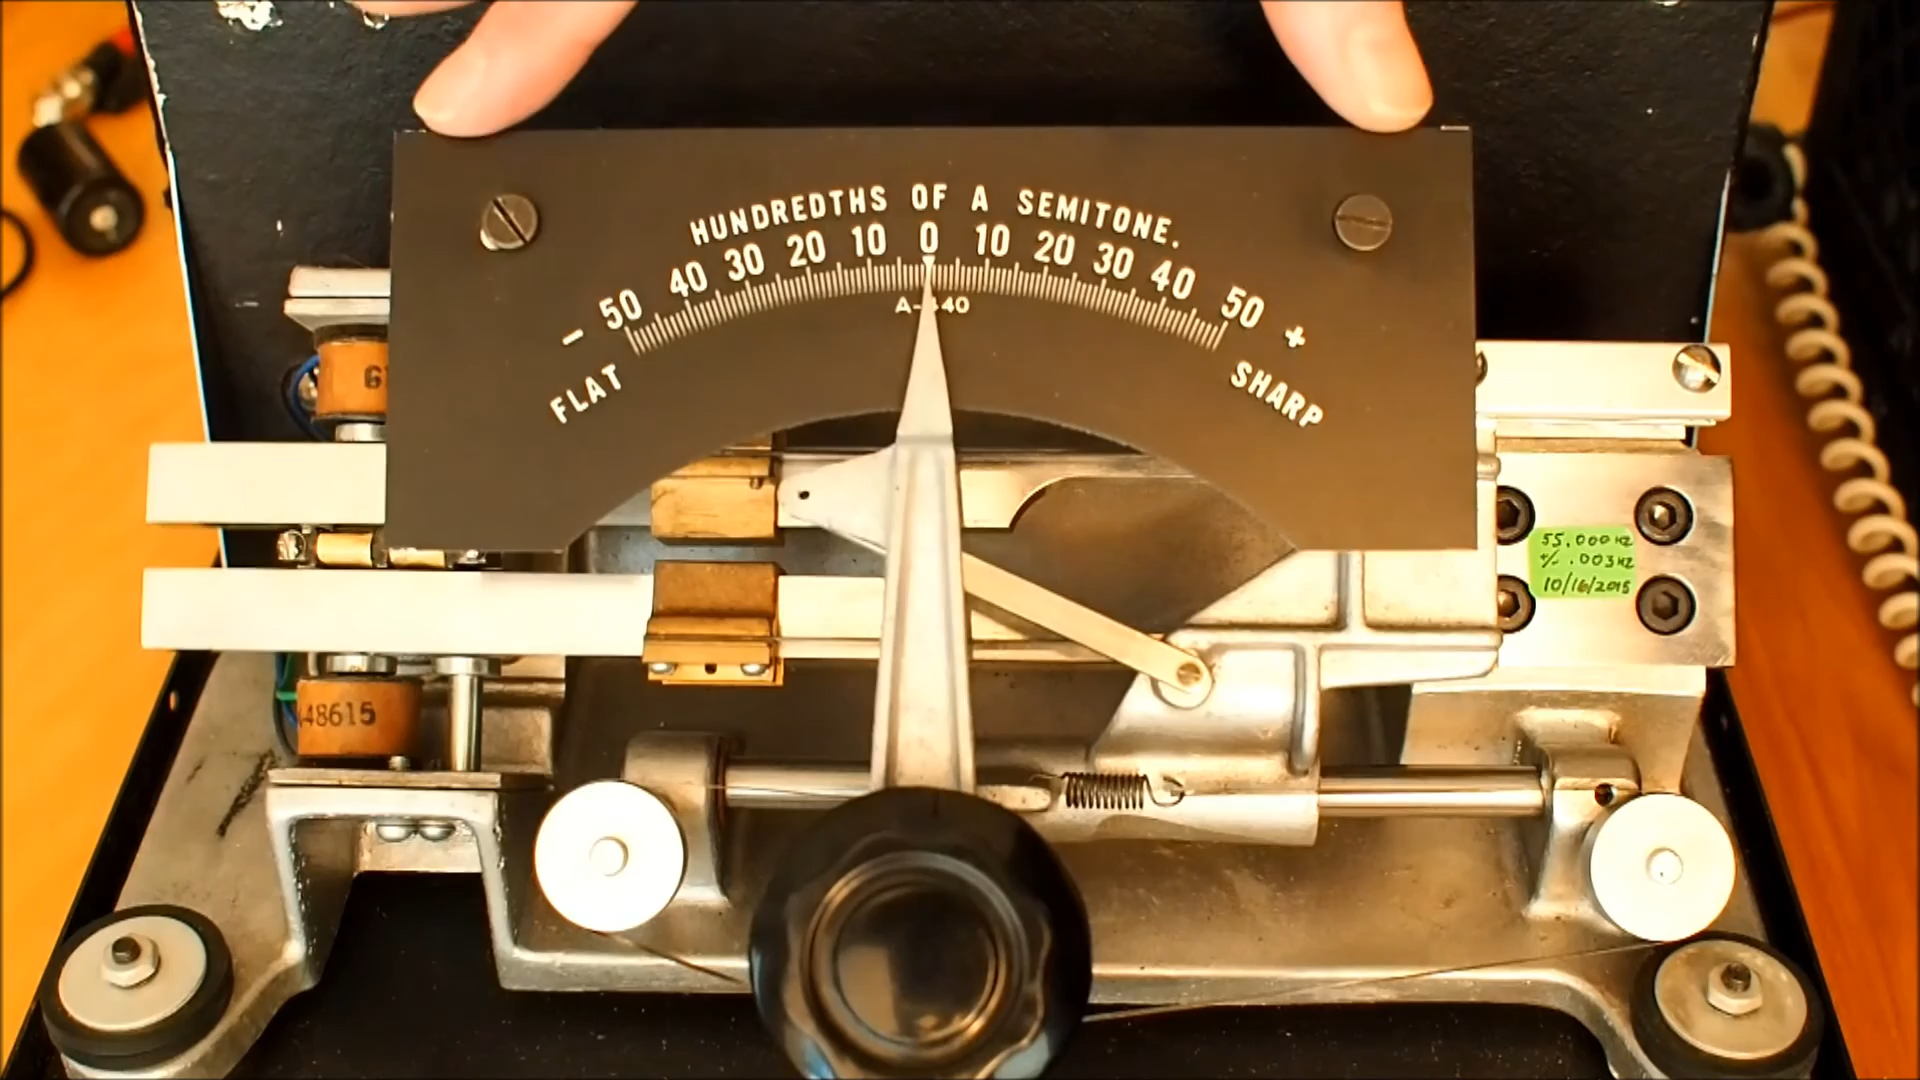 HUNDREDTHS OF A SEMITONE.
50 40 30 20 10 0 10 20 30 40 50
- +
FLAT SHARP
55.000 HZ
+/- .003 HZ
10/16/2015
48615